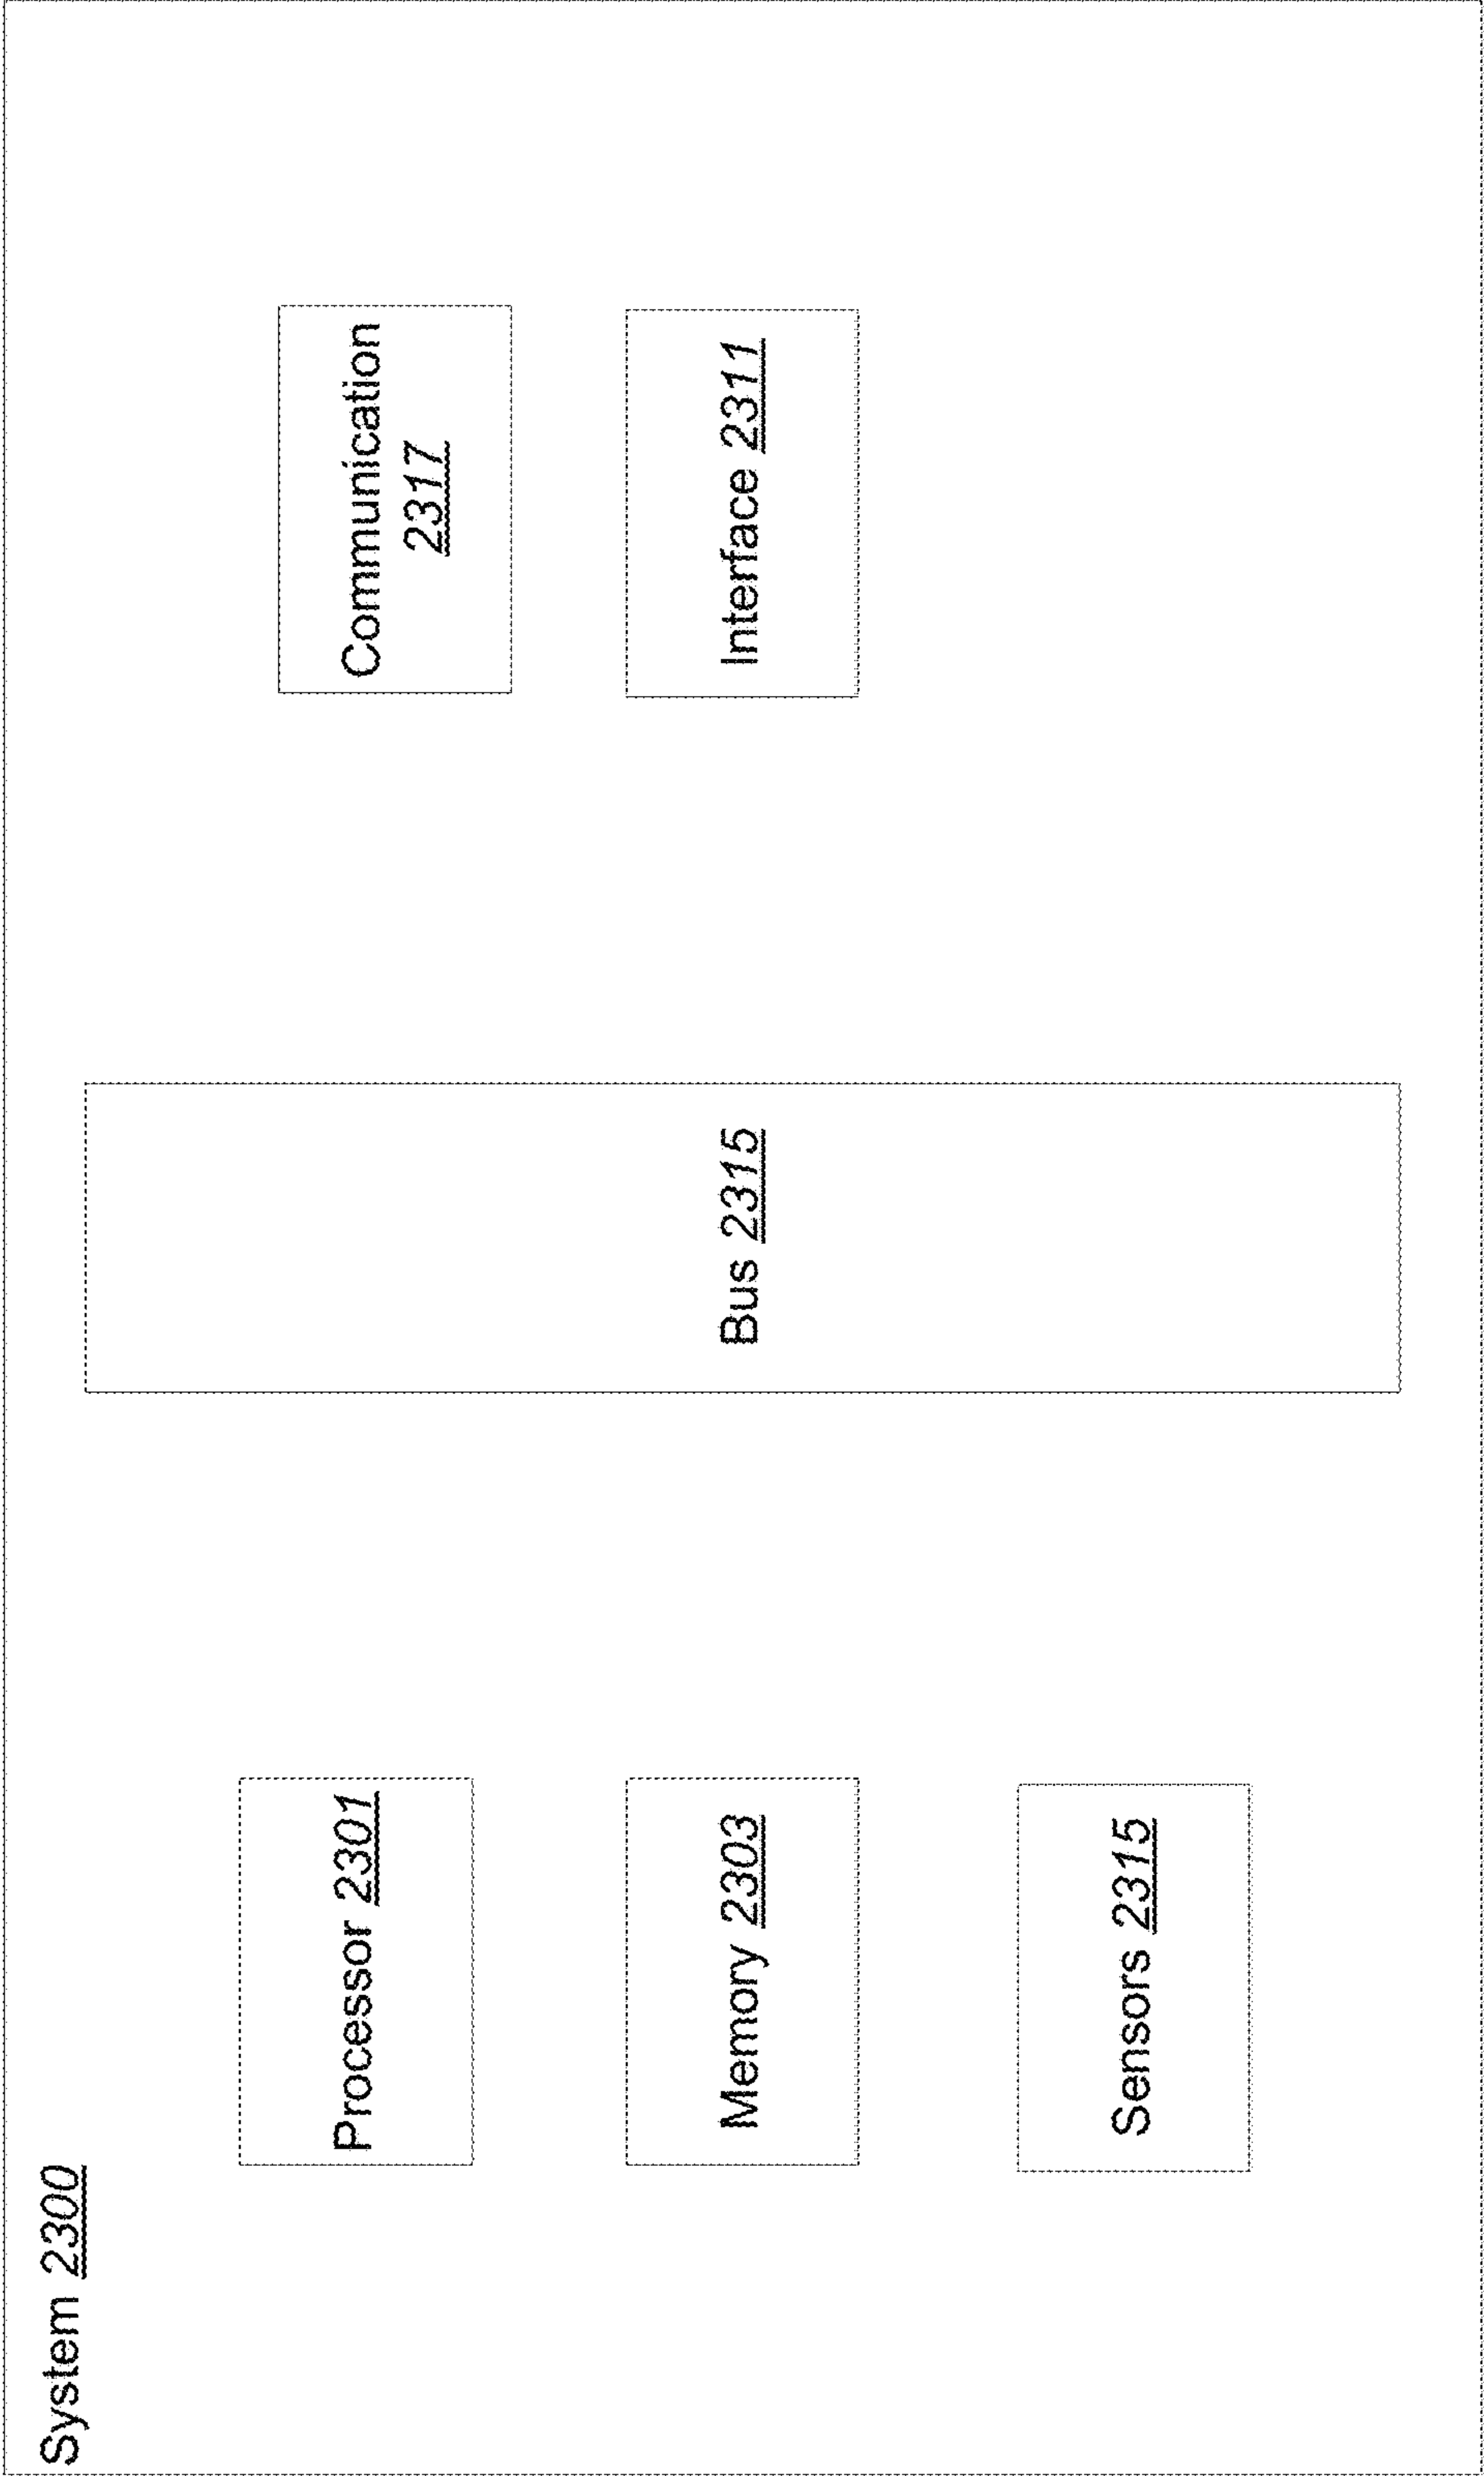 System 2300
Processor 2301
Memory 2303
Sensors 2315
Bus 2315
Communication
2317
Interface 2311